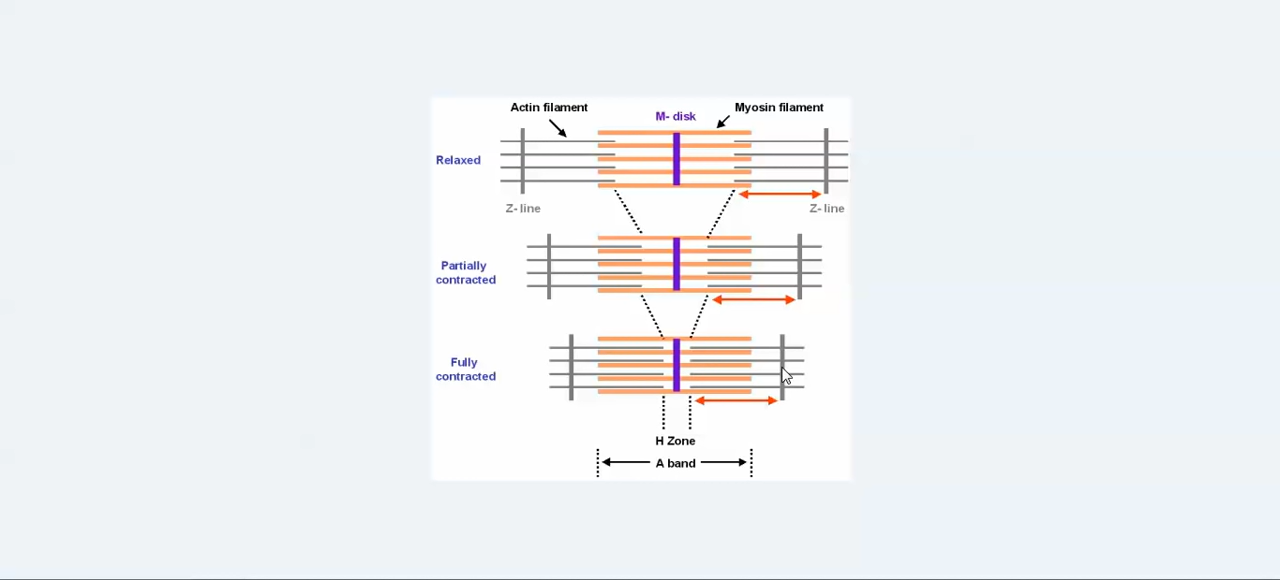 Actin filament
M- disk
Myosin filament
Relaxed
Z- line
Z- line
Partially
contracted
Fully
contracted
H Zone
A band